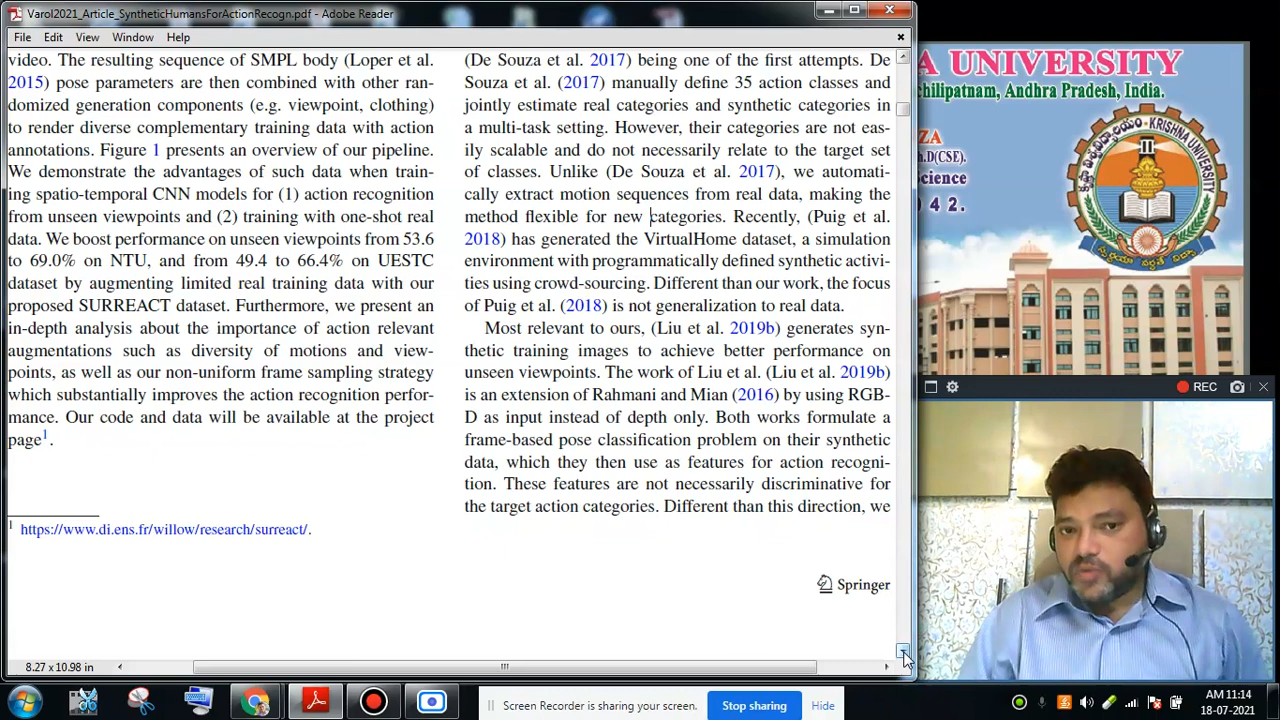 Varol2021_Article_SyntheticHumansForActionRecogn.pdf - Adobe Reader
File Edit View Window Help
video. The resulting sequence of SMPL body (Loper et al.
2015) pose parameters are then combined with other ran-
domized generation components (e.g. viewpoint, clothing)
to render diverse complementary training data with action
annotations. Figure 1 presents an overview of our pipeline.
We demonstrate the advantages of such data when train-
ing spatio-temporal CNN models for (1) action recognition
from unseen viewpoints and (2) training with one-shot real
data. We boost performance on unseen viewpoints from 53.6
to 69.0% on NTU, and from 49.4 to 66.4% on UESTC
dataset by augmenting limited real training data with our
proposed SURREACT dataset. Furthermore, we present an
in-depth analysis about the importance of action relevant
augmentations such as diversity of motions and view-
points, as well as our non-uniform frame sampling strategy
which substantially improves the action recognition perfor-
mance. Our code and data will be available at the project
page1.
1 https://www.di.ens.fr/willow/research/surreact/.
(De Souza et al. 2017) being one of the first attempts. De
Souza et al. (2017) manually define 35 action classes and
jointly estimate real categories and synthetic categories in
a multi-task setting. However, their categories are not eas-
ily scalable and do not necessarily relate to the target set
of classes. Unlike (De Souza et al. 2017), we automati-
cally extract motion sequences from real data, making the
method flexible for new categories. Recently, (Puig et al.
2018) has generated the VirtualHome dataset, a simulation
environment with programmatically defined synthetic activi-
ties using crowd-sourcing. Different than our work, the focus
of Puig et al. (2018) is not generalization to real data.
Most relevant to ours, (Liu et al. 2019b) generates syn-
thetic training images to achieve better performance on
unseen viewpoints. The work of Liu et al. (Liu et al. 2019b)
is an extension of Rahmani and Mian (2016) by using RGB-
D as input instead of depth only. Both works formulate a
frame-based pose classification problem on their synthetic
data, which they then use as features for action recogni-
tion. These features are not necessarily discriminative for
the target action categories. Different than this direction, we
Springer
8.27 x 10.98 in
A UNIVERSITY
chilipatnam, Andhra Pradesh, India.
ZA
h.D(CSE).
Science
0 4 2.
KRISHNA UNIVERSITY
REC
Screen Recorder is sharing your screen.
Stop sharing
Hide
AM 11:14
18-07-2021